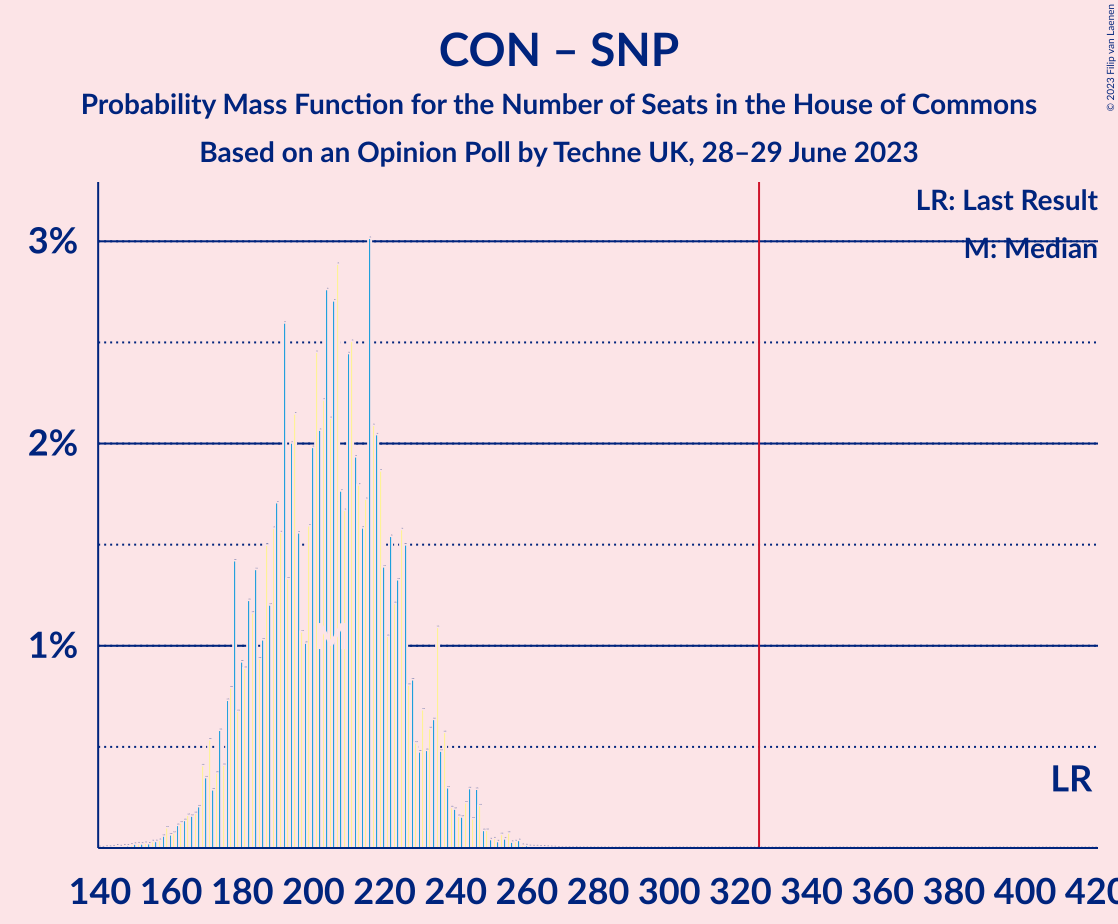 CON – SNP
Probability Mass Function for the Number of Seats in the House of Commons
Based on an Opinion Poll by Techne UK, 28–29 June 2023
© 2023 Filip van Laenen
LR: Last Result
M: Median
3%
2%
1%
M
LR
140 160 180 200 220 240 260 280 300 320 340 360 380 400 420